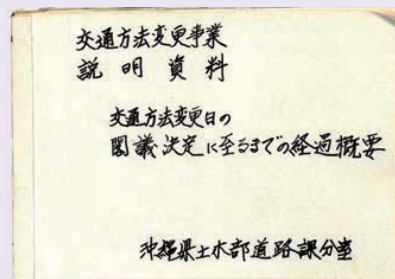 交通方法変更事業
説明資料
交通方法変更日の
閣議決定に至るまでの経過概要
沖縄県土木部道路課分室